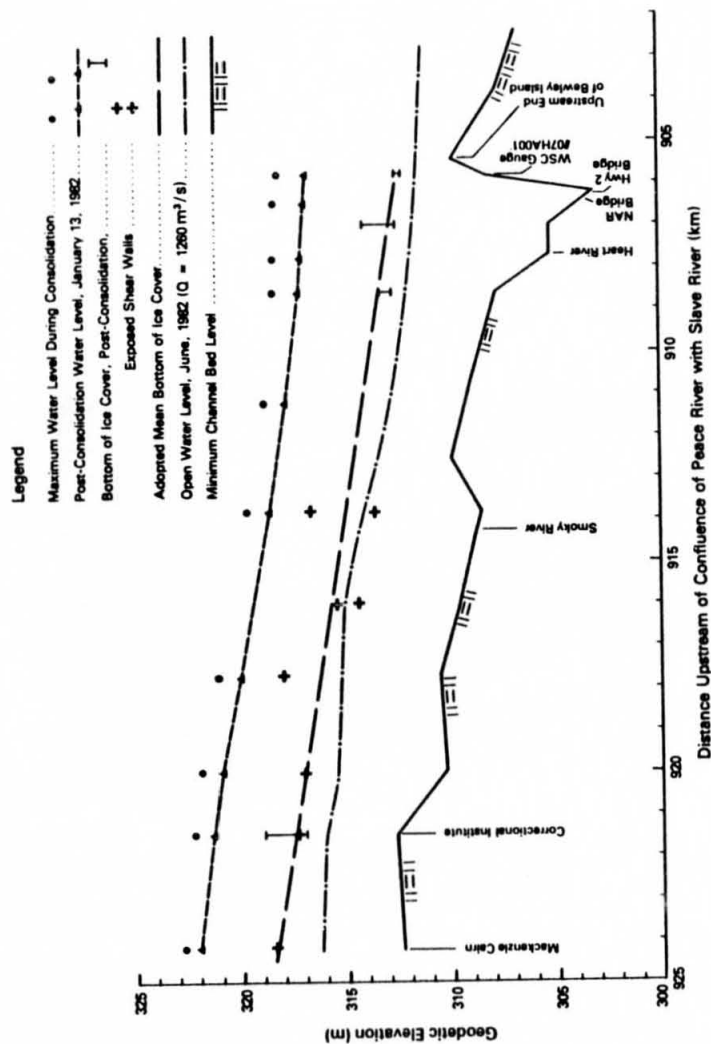 Legend
Maximum Water Level During Consolidation
Post-Consolidation Water Level, January 13, 1982
Bottom of Ice Cover, Post-Consolidation
Exposed Shear Walls
Adopted Mean Bottom of Ice Cover
Open Water Level, June, 1982 (Q = 1260 m³/s)
Minimum Channel Bed Level
Geodetic Elevation (m)
325
320
315
310
305
300
Mackenzie Cairn
Correctional Institute
Smoky River
Heart River
NAR
Bridge
Hwy 2
Bridge
WSC Gauge
#07HA001
Upstream End
of Bewley Island
925
920
915
910
905
Distance Upstream of Confluence of Peace River with Slave River (km)